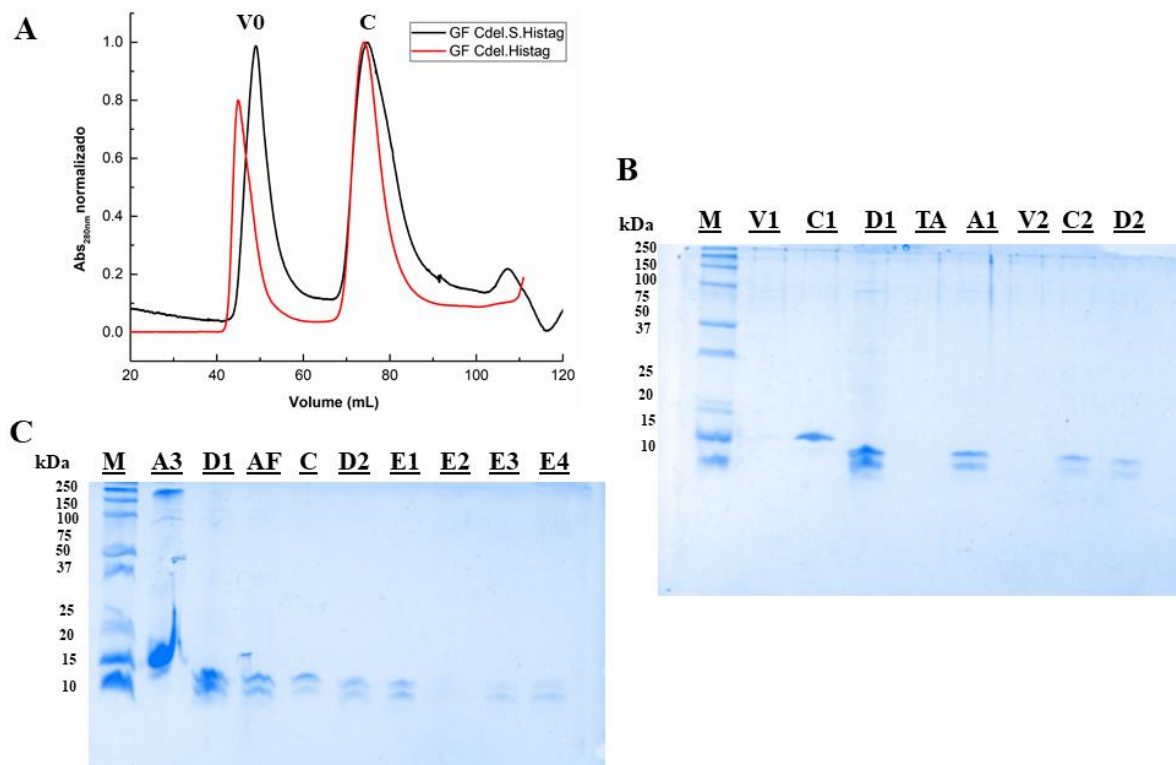 A
V0 C
GF Cdel.S.Histag
GF Cdel.Histag
Abs280nm normalizado
1.0
0.8
0.6
0.4
0.2
0.0
20 40 60 80 100 120
Volume (mL)
B
kDa M V1 C1 D1 TA A1 V2 C2 D2
250
150
100
75
50
37
25
20
15
10
C
kDa M A3 D1 AF C D2 E1 E2 E3 E4
250
150
100
75
50
37
25
20
15
10